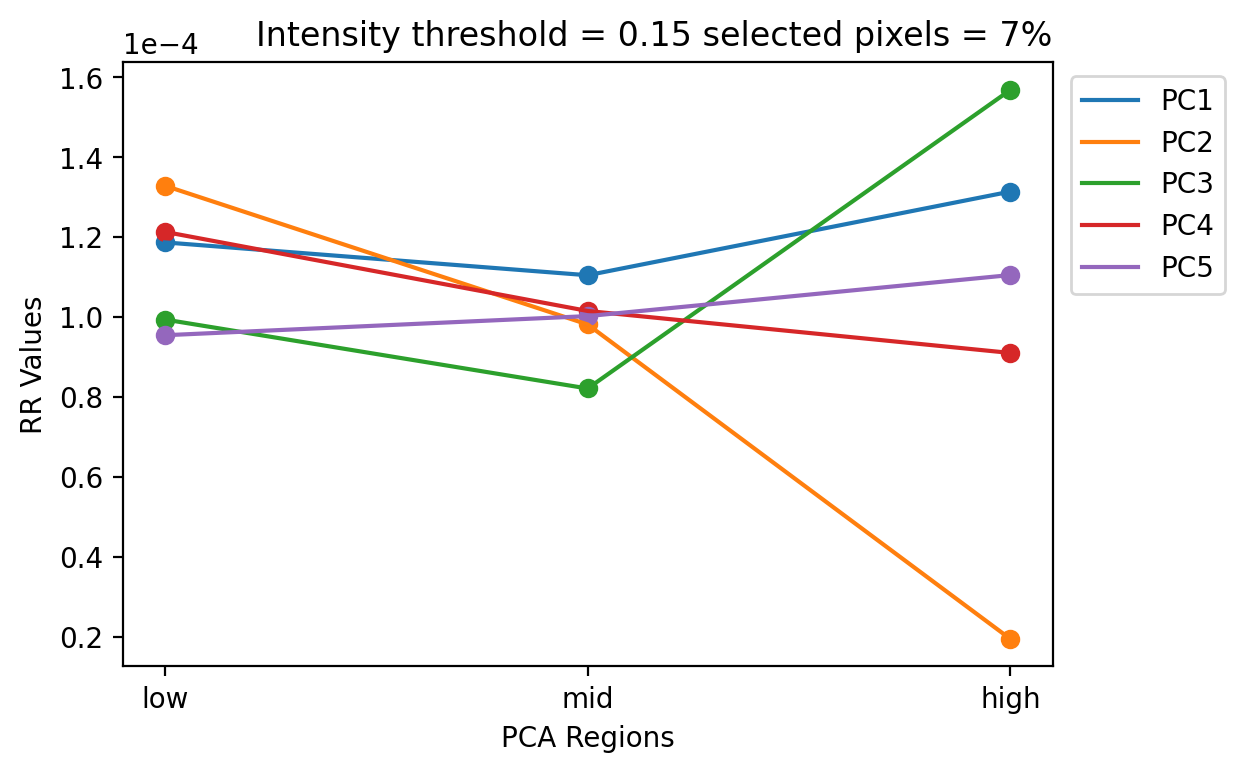 Intensity threshold = 0.15 selected pixels = 7%
1e−4
1.6
1.4
1.2
1.0
0.8
0.6
0.4
0.2
RR Values
low mid high
PCA Regions
PC1
PC2
PC3
PC4
PC5